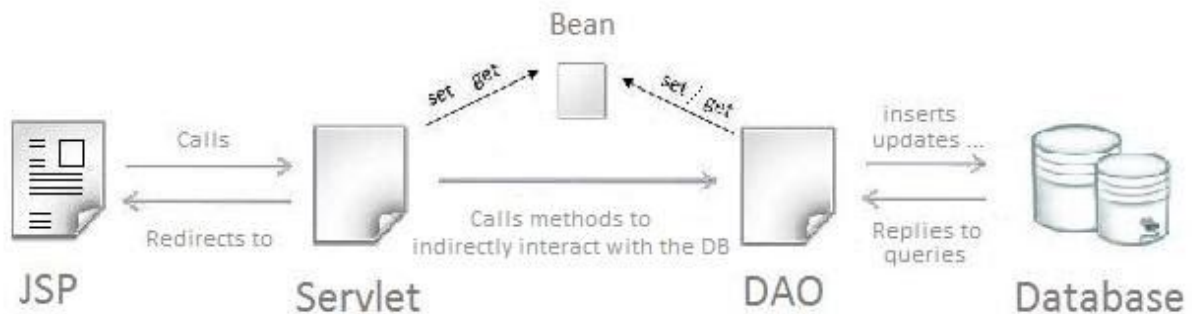 Bean
set get
set / get
Calls
Redirects to
Calls methods to
indirectly interact with the DB
inserts
updates ...
Replies to
queries
JSP
Servlet
DAO
Database